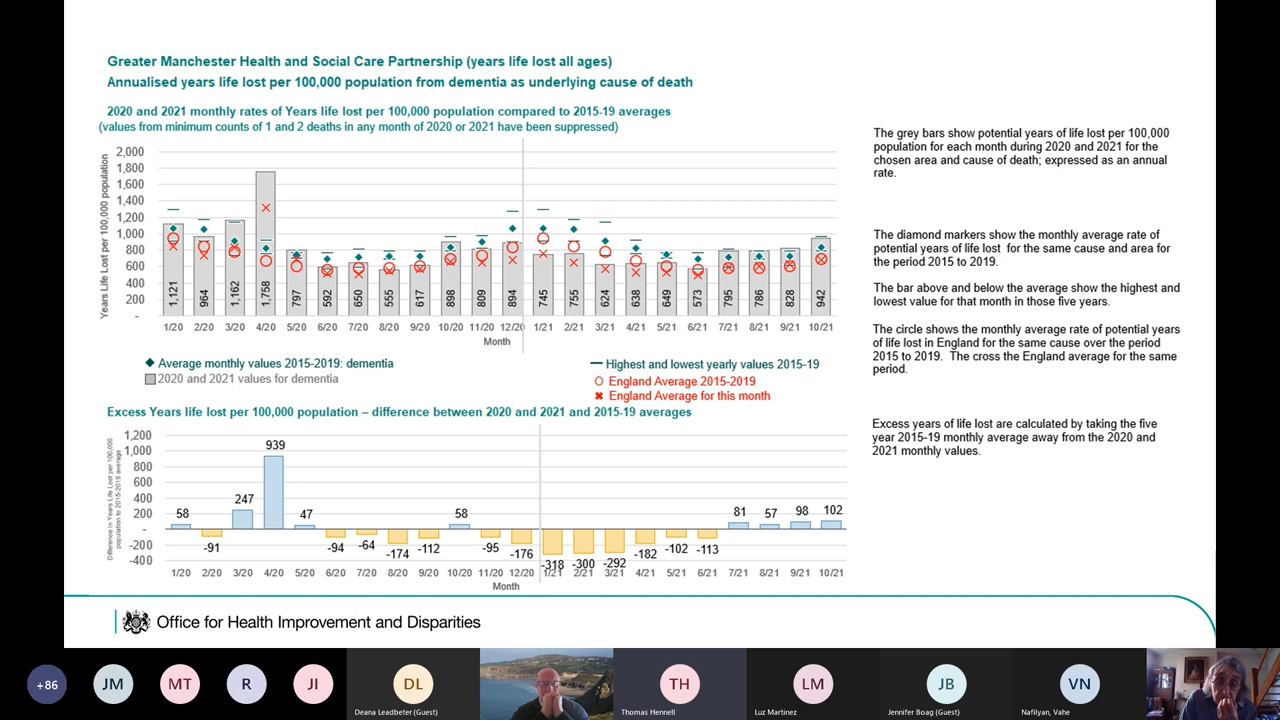 Greater Manchester Health and Social Care Partnership (years life lost all ages)
Annualised years life lost per 100,000 population from dementia as underlying cause of death
2020 and 2021 monthly rates of Years life lost per 100,000 population compared to 2015-19 averages
(values from minimum counts of 1 and 2 deaths in any month of 2020 or 2021 have been suppressed)
Years Life Lost per 100,000 population
2,000
1,800
1,600
1,400
1,200
1,000
800
600
400
200
-
1,121 964 1,162 1,758 797 592 650 555 617 898 809 894 745 755 624 638 649 573 795 786 828 942
1/20 2/20 3/20 4/20 5/20 6/20 7/20 8/20 9/20 10/20 11/20 12/20 1/21 2/21 3/21 4/21 5/21 6/21 7/21 8/21 9/21 10/21
Month
Average monthly values 2015-2019: dementia
2020 and 2021 values for dementia
Highest and lowest yearly values 2015-19
England Average 2015-2019
England Average for this month
Excess Years life lost per 100,000 population – difference between 2020 and 2021 and 2015-19 averages
Difference in Years Life Lost per 100,000
population to 2015-2019 average
1,200
1,000
800
600
400
200
-
-200
-400
58 -91 247 939 47 -94 -64 -174 -112 58 -95 -176 -318 -300 -292 -182 -102 -113 81 57 98 102
1/20 2/20 3/20 4/20 5/20 6/20 7/20 8/20 9/20 10/20 11/20 12/20 1/21 2/21 3/21 4/21 5/21 6/21 7/21 8/21 9/21 10/21
Month
The grey bars show potential years of life lost per 100,000
population for each month during 2020 and 2021 for the
chosen area and cause of death; expressed as an annual
rate.
The diamond markers show the monthly average rate of
potential years of life lost for the same cause and area for
the period 2015 to 2019.
The bar above and below the average show the highest and
lowest value for that month in those five years.
The circle shows the monthly average rate of potential years
of life lost in England for the same cause over the period
2015 to 2019. The cross the England average for the same
period.
Excess years of life lost are calculated by taking the five
year 2015-19 monthly average away from the 2020 and
2021 monthly values.
Office for Health Improvement and Disparities
+86
JM
MT
R
JI
DL
TH
LM
JB
VN
Deana Leadbeter (Guest)
Thomas Hennell
Luz Martinez
Jennifer Boag (Guest)
Nafilyan, Vahe